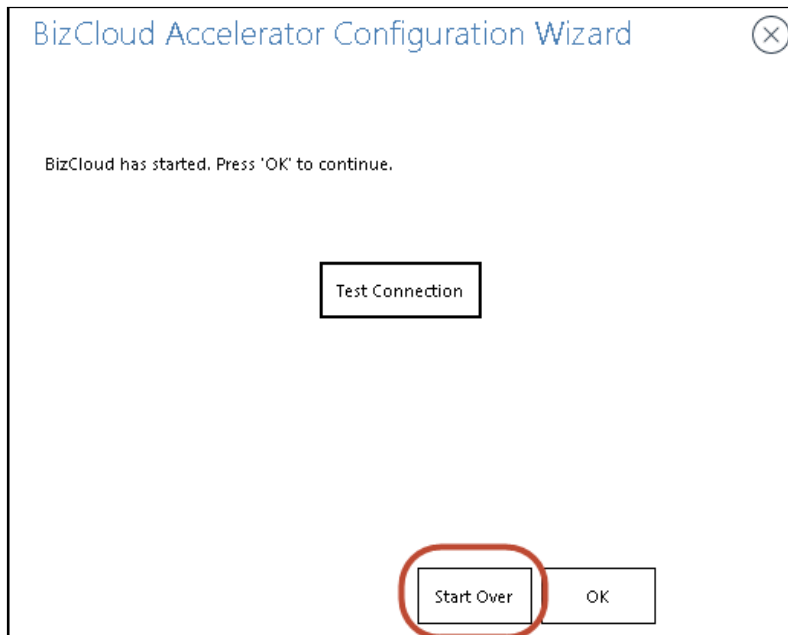 BizCloud Accelerator Configuration Wizard
BizCloud has started. Press 'OK' to continue.
Test Connection
Start Over
OK